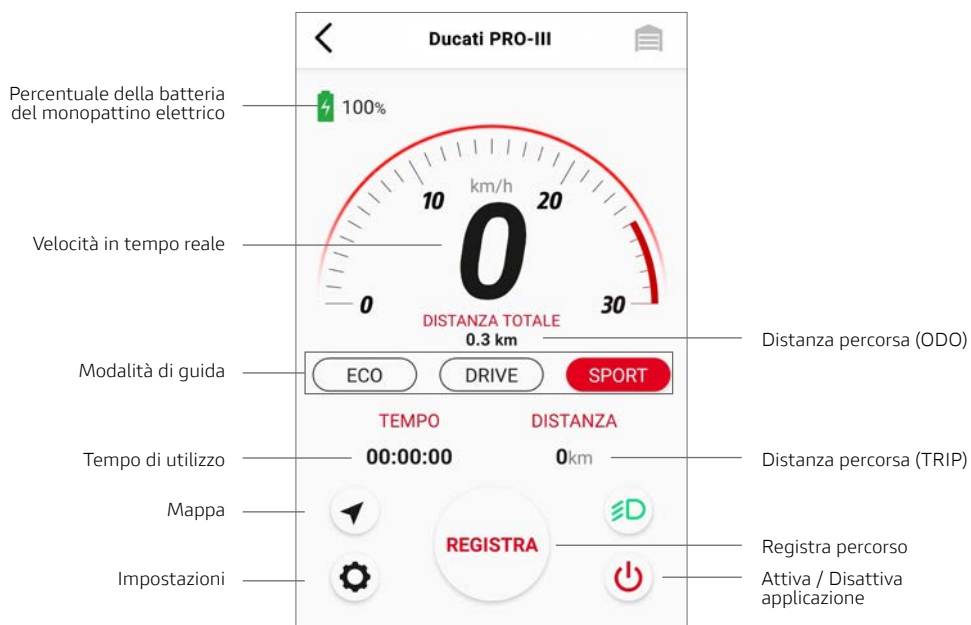 Ducati PRO-III
Percentuale della batteria
del monopattino elettrico
100%
km/h
10
20
0
Velocità in tempo reale
0
30
DISTANZA TOTALE
0.3 km
Distanza percorsa (ODO)
Modalità di guida
ECO
DRIVE
SPORT
TEMPO
DISTANZA
Tempo di utilizzo
00:00:00
0km
Distanza percorsa (TRIP)
Mappa
REGISTRA
Registra percorso
Impostazioni
Attiva / Disattiva
applicazione